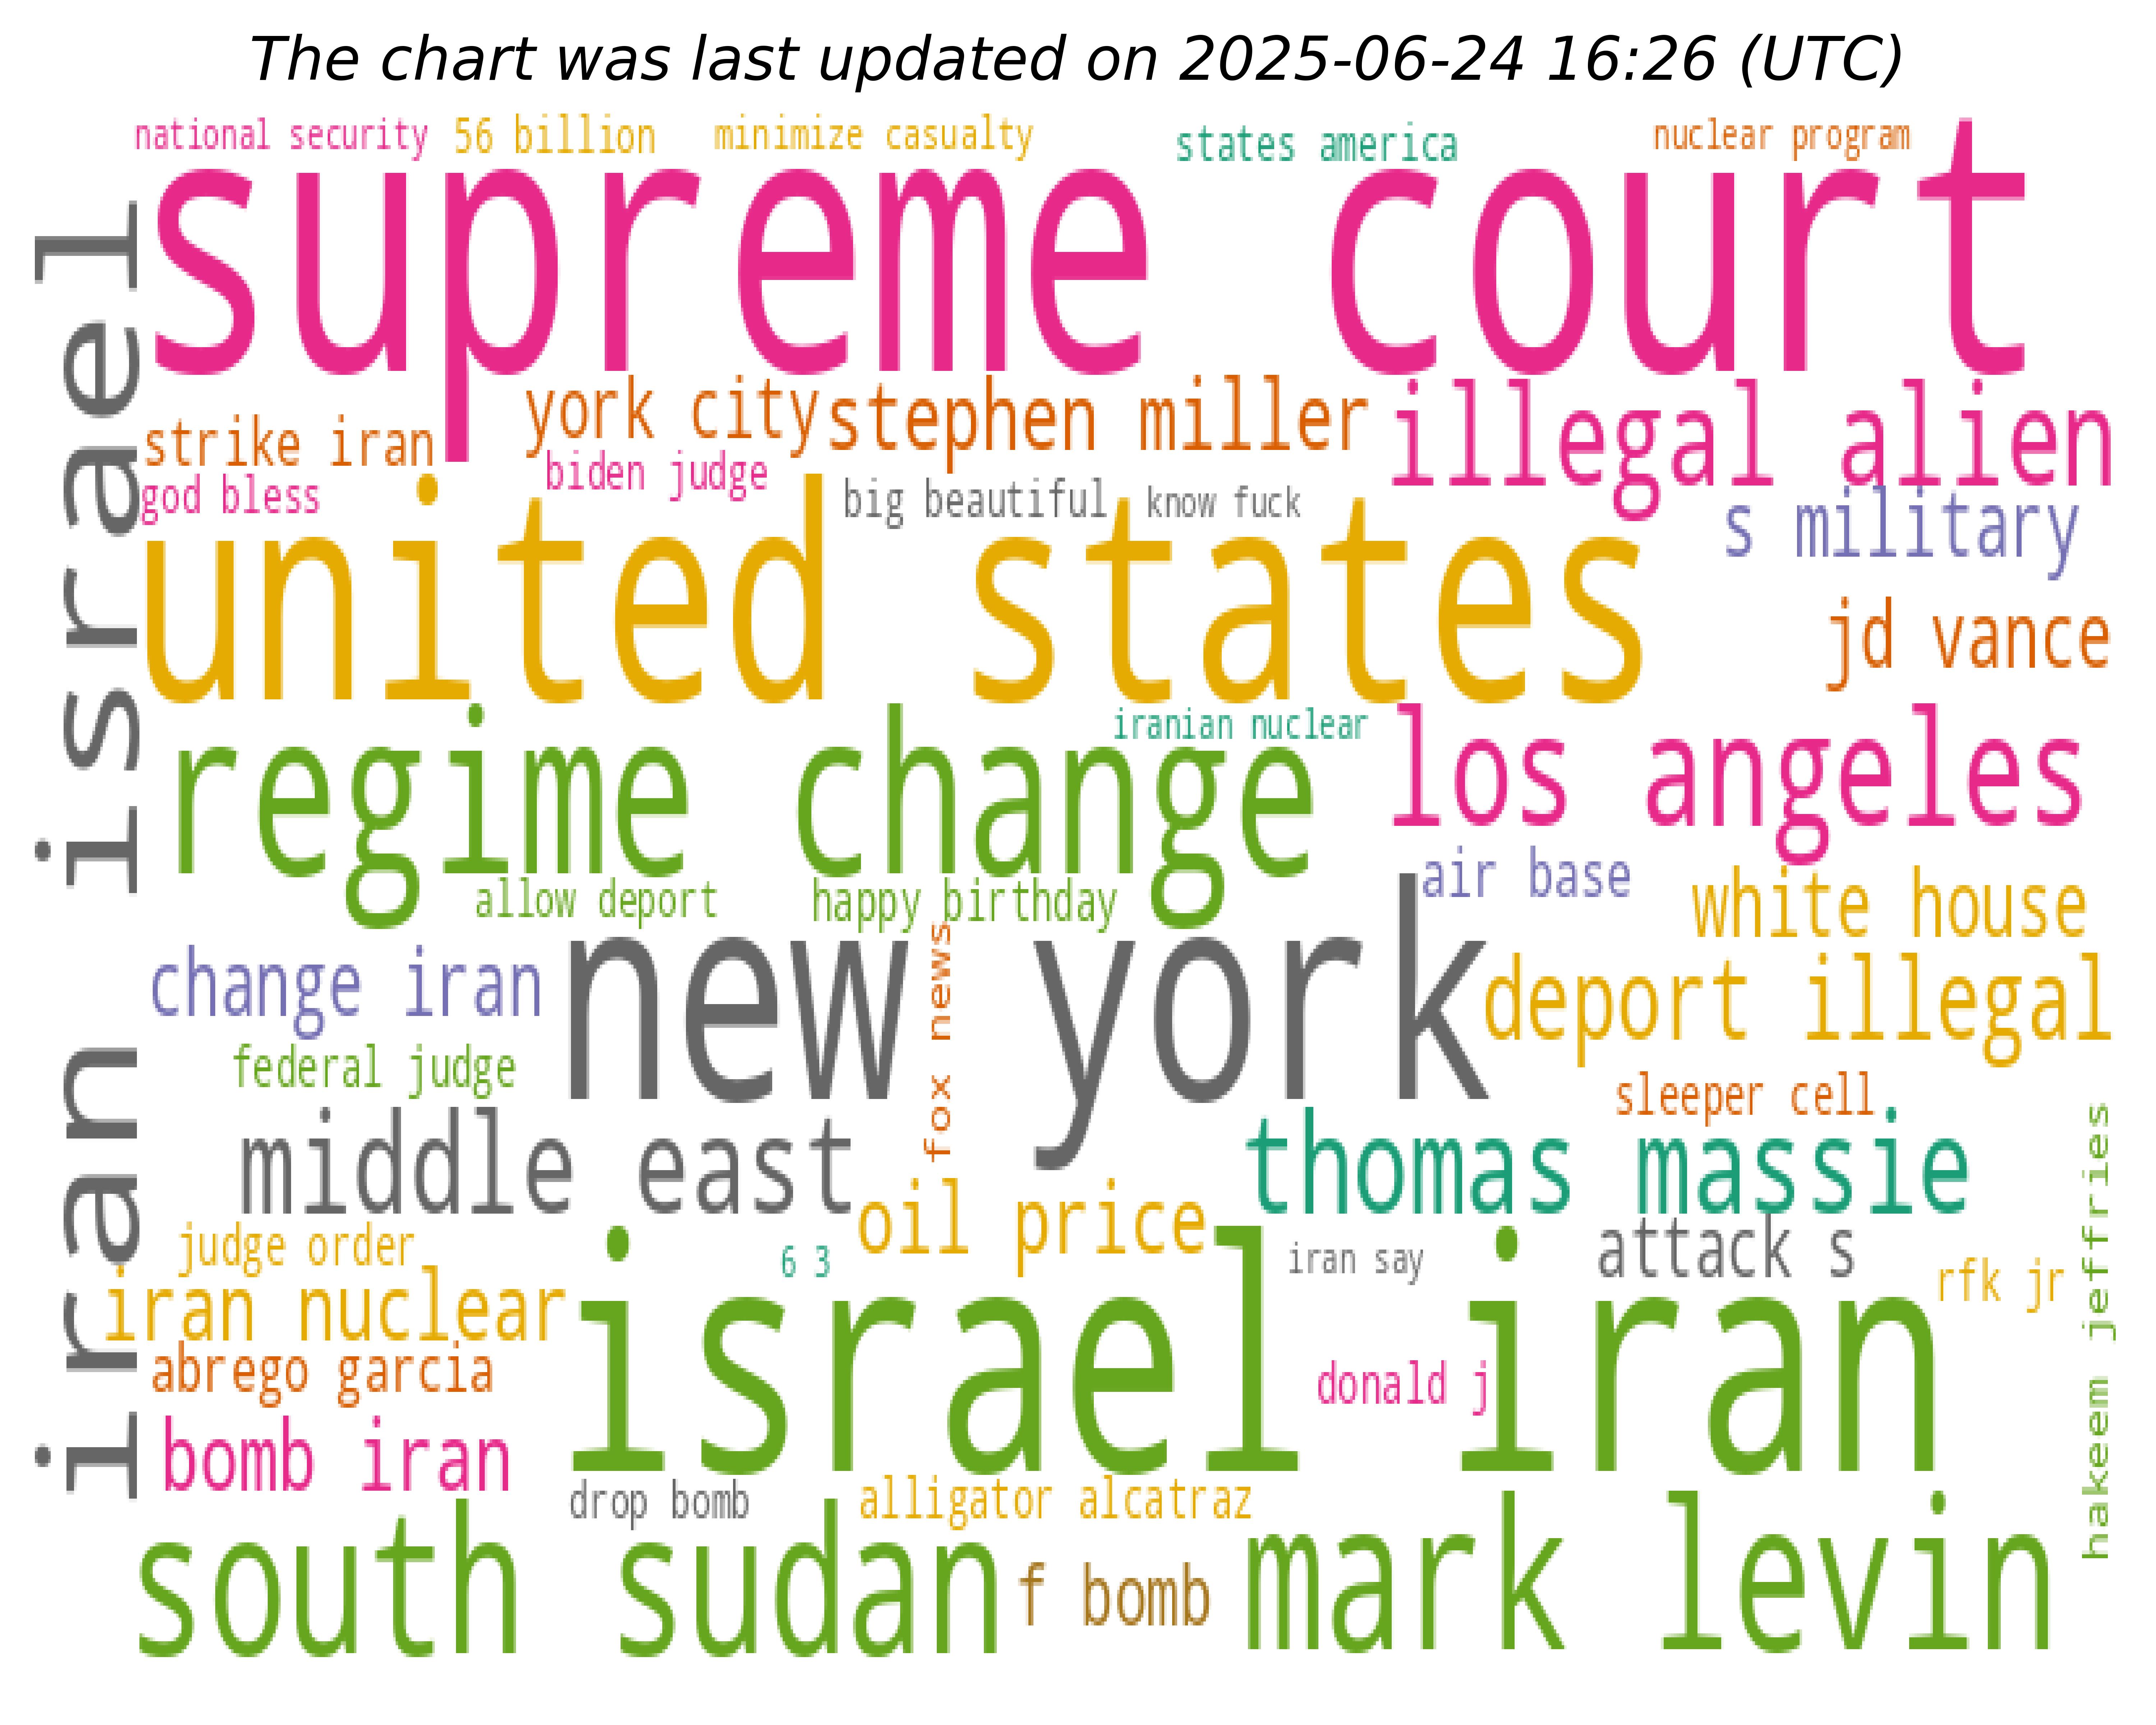 The chart was last updated on 2025-06-24 16:26 (UTC)
national security
56 billion
minimize casualty
states america
nuclear program
supreme court
iran israel
york city
stephen miller
illegal alien
strike iran
biden judge
god bless
big beautiful
know fuck
s military
united states
jd vance
regime change
iranian nuclear
los angeles
allow deport
happy birthday
air base
white house
change iran
new york
fox news
deport illegal
federal judge
sleeper cell
middle east
thomas massie
hakeem jeffries
oil price
judge order
6 3
iran say
attack s
rfk jr
iran nuclear
israel iran
abrego garcia
donald j
bomb iran
drop bomb
alligator alcatraz
south sudan
f bomb
mark levin